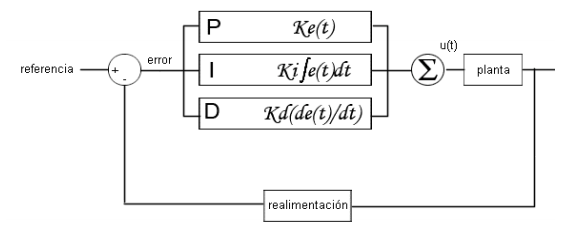 P Ke(t)
u(t)
error
referencia
+
-
I Ki∫e(t)dt
Σ
planta
D Kd(de(t)/dt)
realimentación